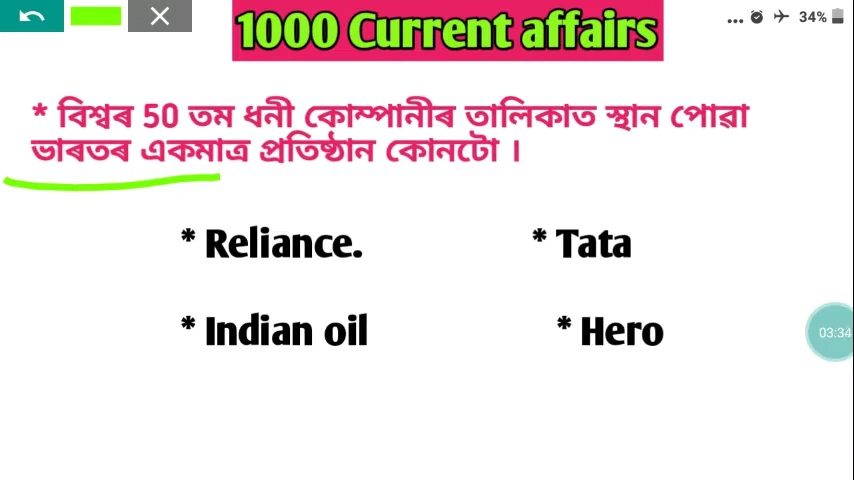 ... 34%
1000 Current affairs
* বিশ্বৰ 50 তম ধনী কোম্পানীৰ তালিকাত স্থান পোৱা
ভাৰতৰ একমাত্ৰ প্ৰতিষ্ঠান কোনটো ।
* Reliance. * Tata
* Indian oil * Hero
03:34